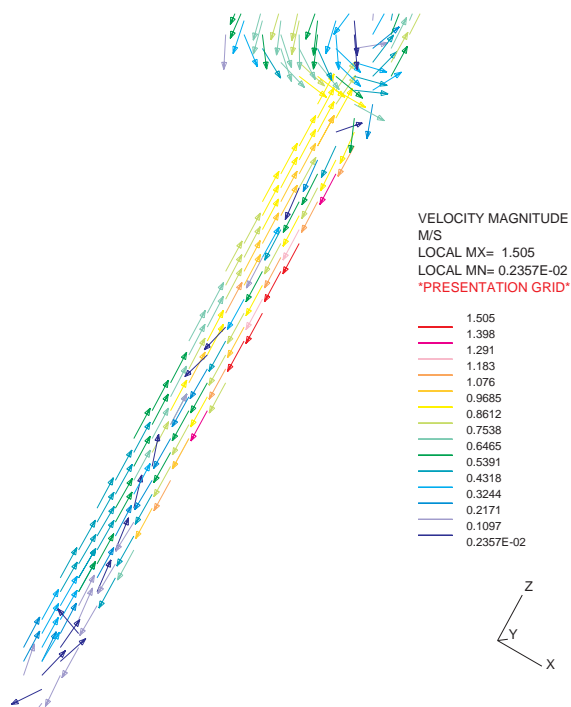 VELOCITY MAGNITUDE
M/S
LOCAL MX= 1.505
LOCAL MN= 0.2357E-02
*PRESENTATION GRID*
1.505
1.398
1.291
1.183
1.076
0.9685
0.8612
0.7538
0.6465
0.5391
0.4318
0.3244
0.2171
0.1097
0.2357E-02
Z
Y
X